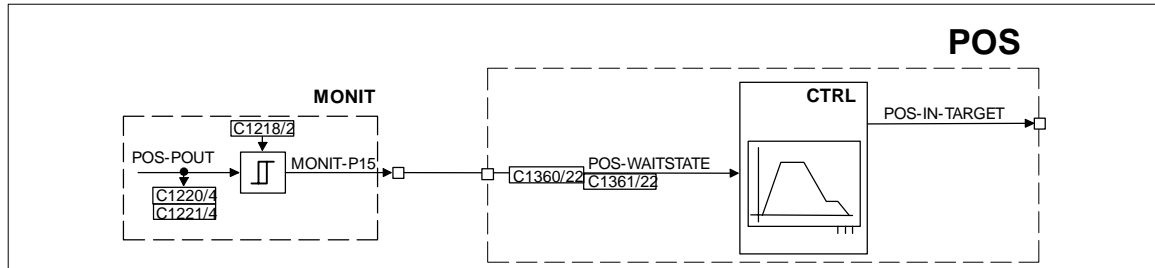 POS
MONIT
CTRL
POS-IN-TARGET
C1218/2
POS-POUT
MONIT-P15
POS-WAITSTATE
C1360/22
C1361/22
C1220/4
C1221/4